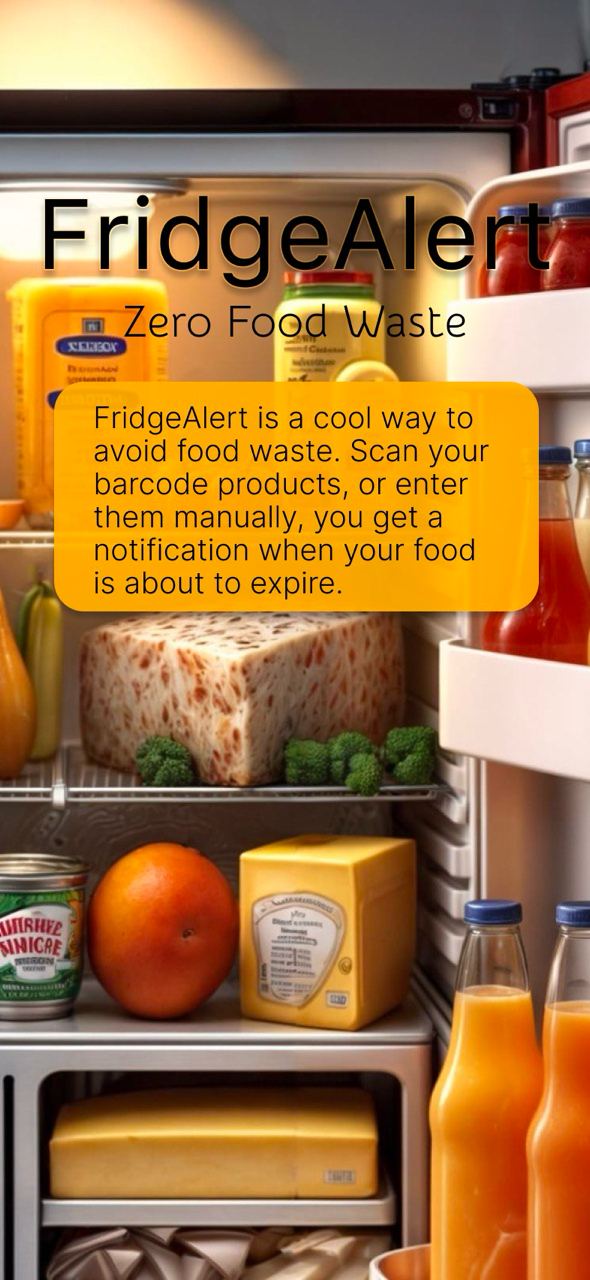 FridgeAlert
Zero Food Waste
FridgeAlert is a cool way to
avoid food waste. Scan your
barcode products, or enter
them manually, you get a
notification when your food
is about to expire.